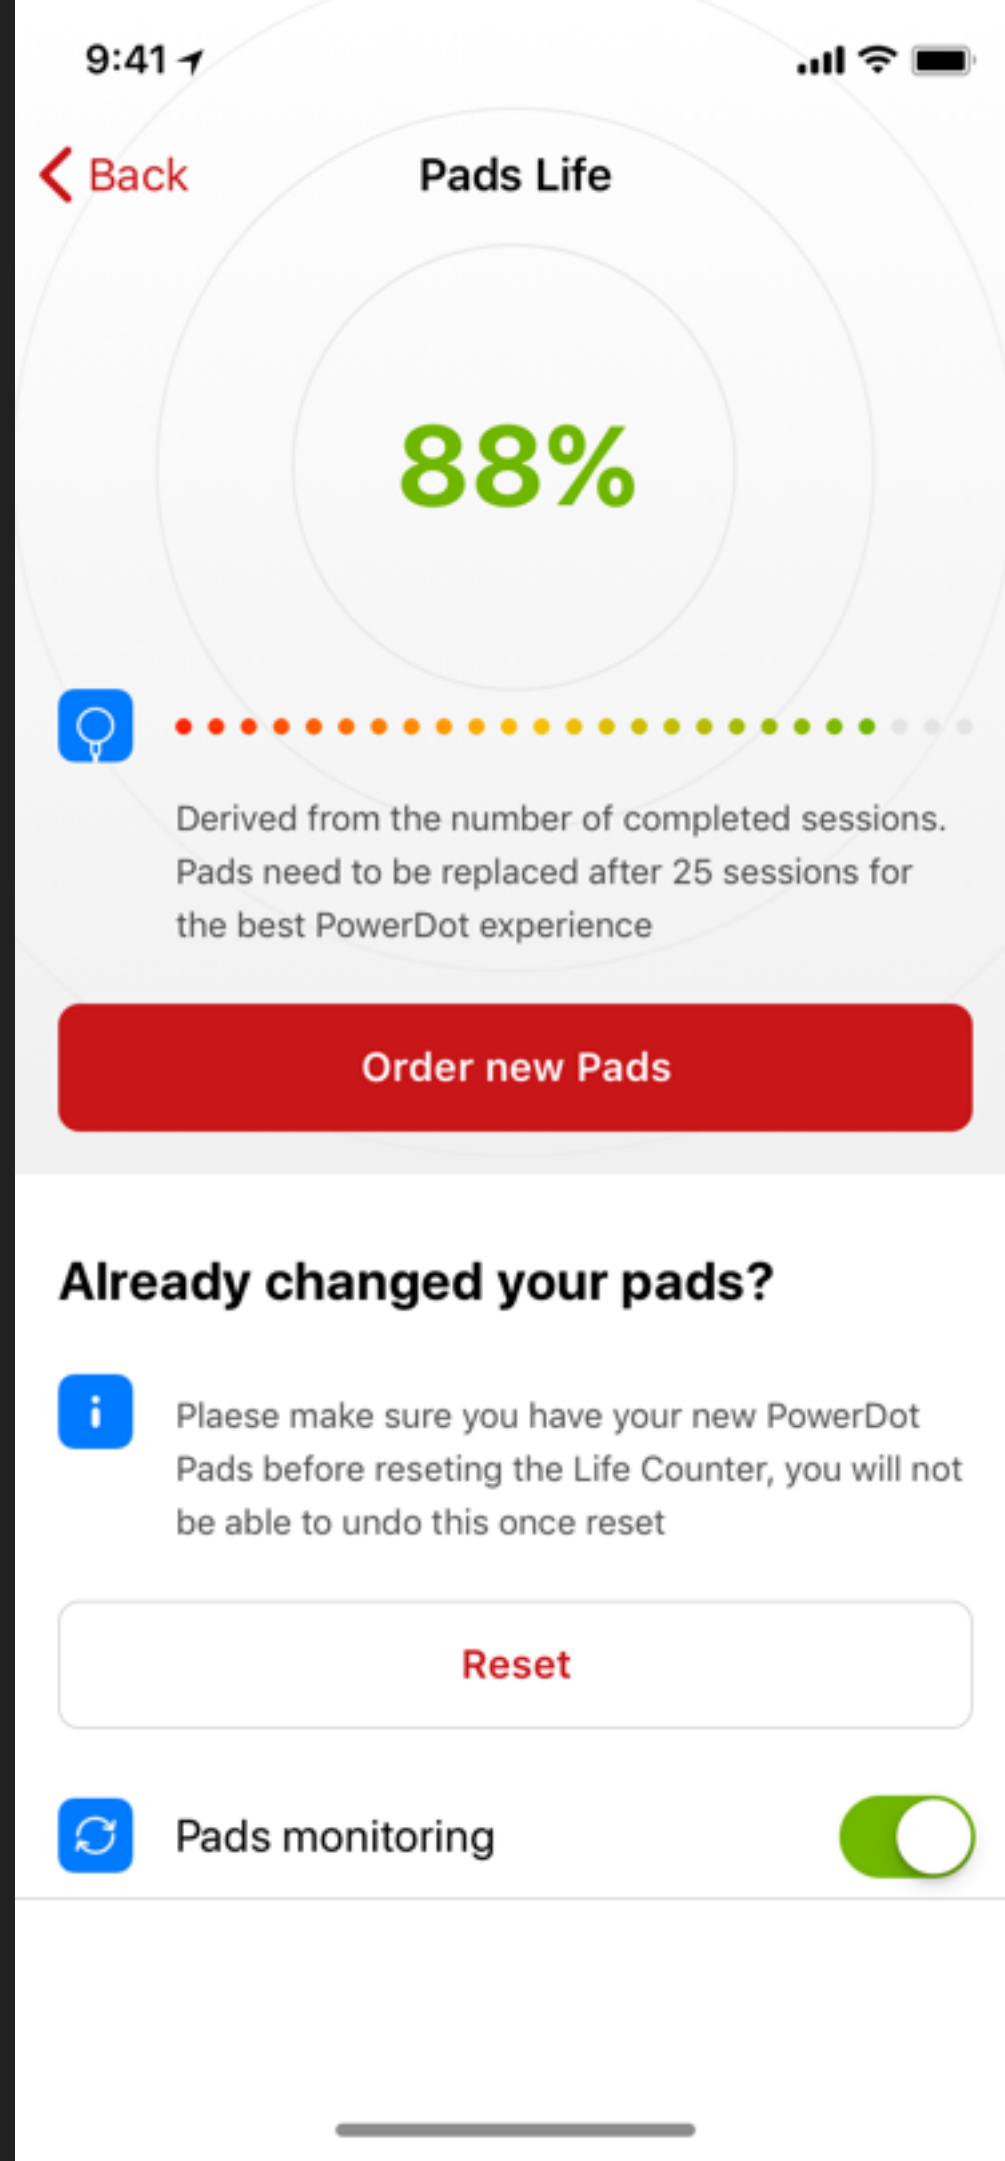 9:41
Back
Pads Life
88%
Derived from the number of completed sessions.
Pads need to be replaced after 25 sessions for
the best PowerDot experience
Order new Pads
Already changed your pads?
Plaese make sure you have your new PowerDot
Pads before reseting the Life Counter, you will not
be able to undo this once reset
Reset
Pads monitoring